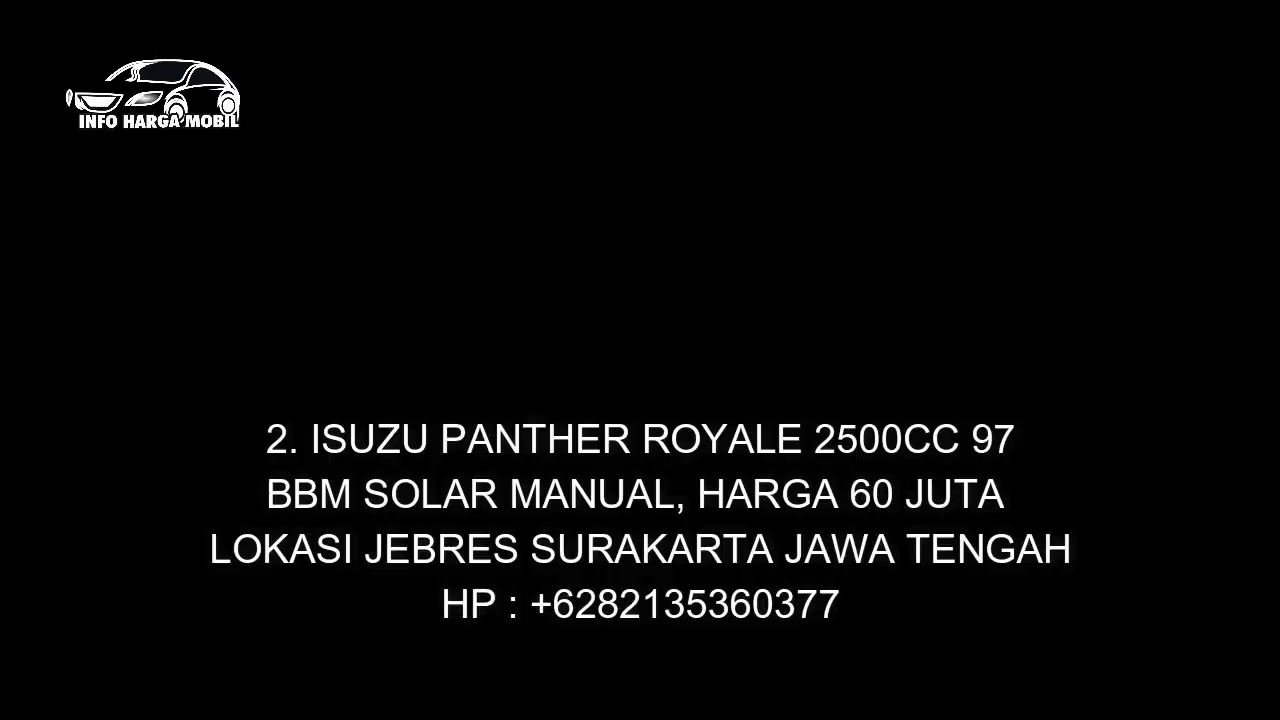 INFO HARGA MOBIL
2. ISUZU PANTHER ROYALE 2500CC 97
BBM SOLAR MANUAL, HARGA 60 JUTA
LOKASI JEBRES SURAKARTA JAWA TENGAH
HP : +6282135360377